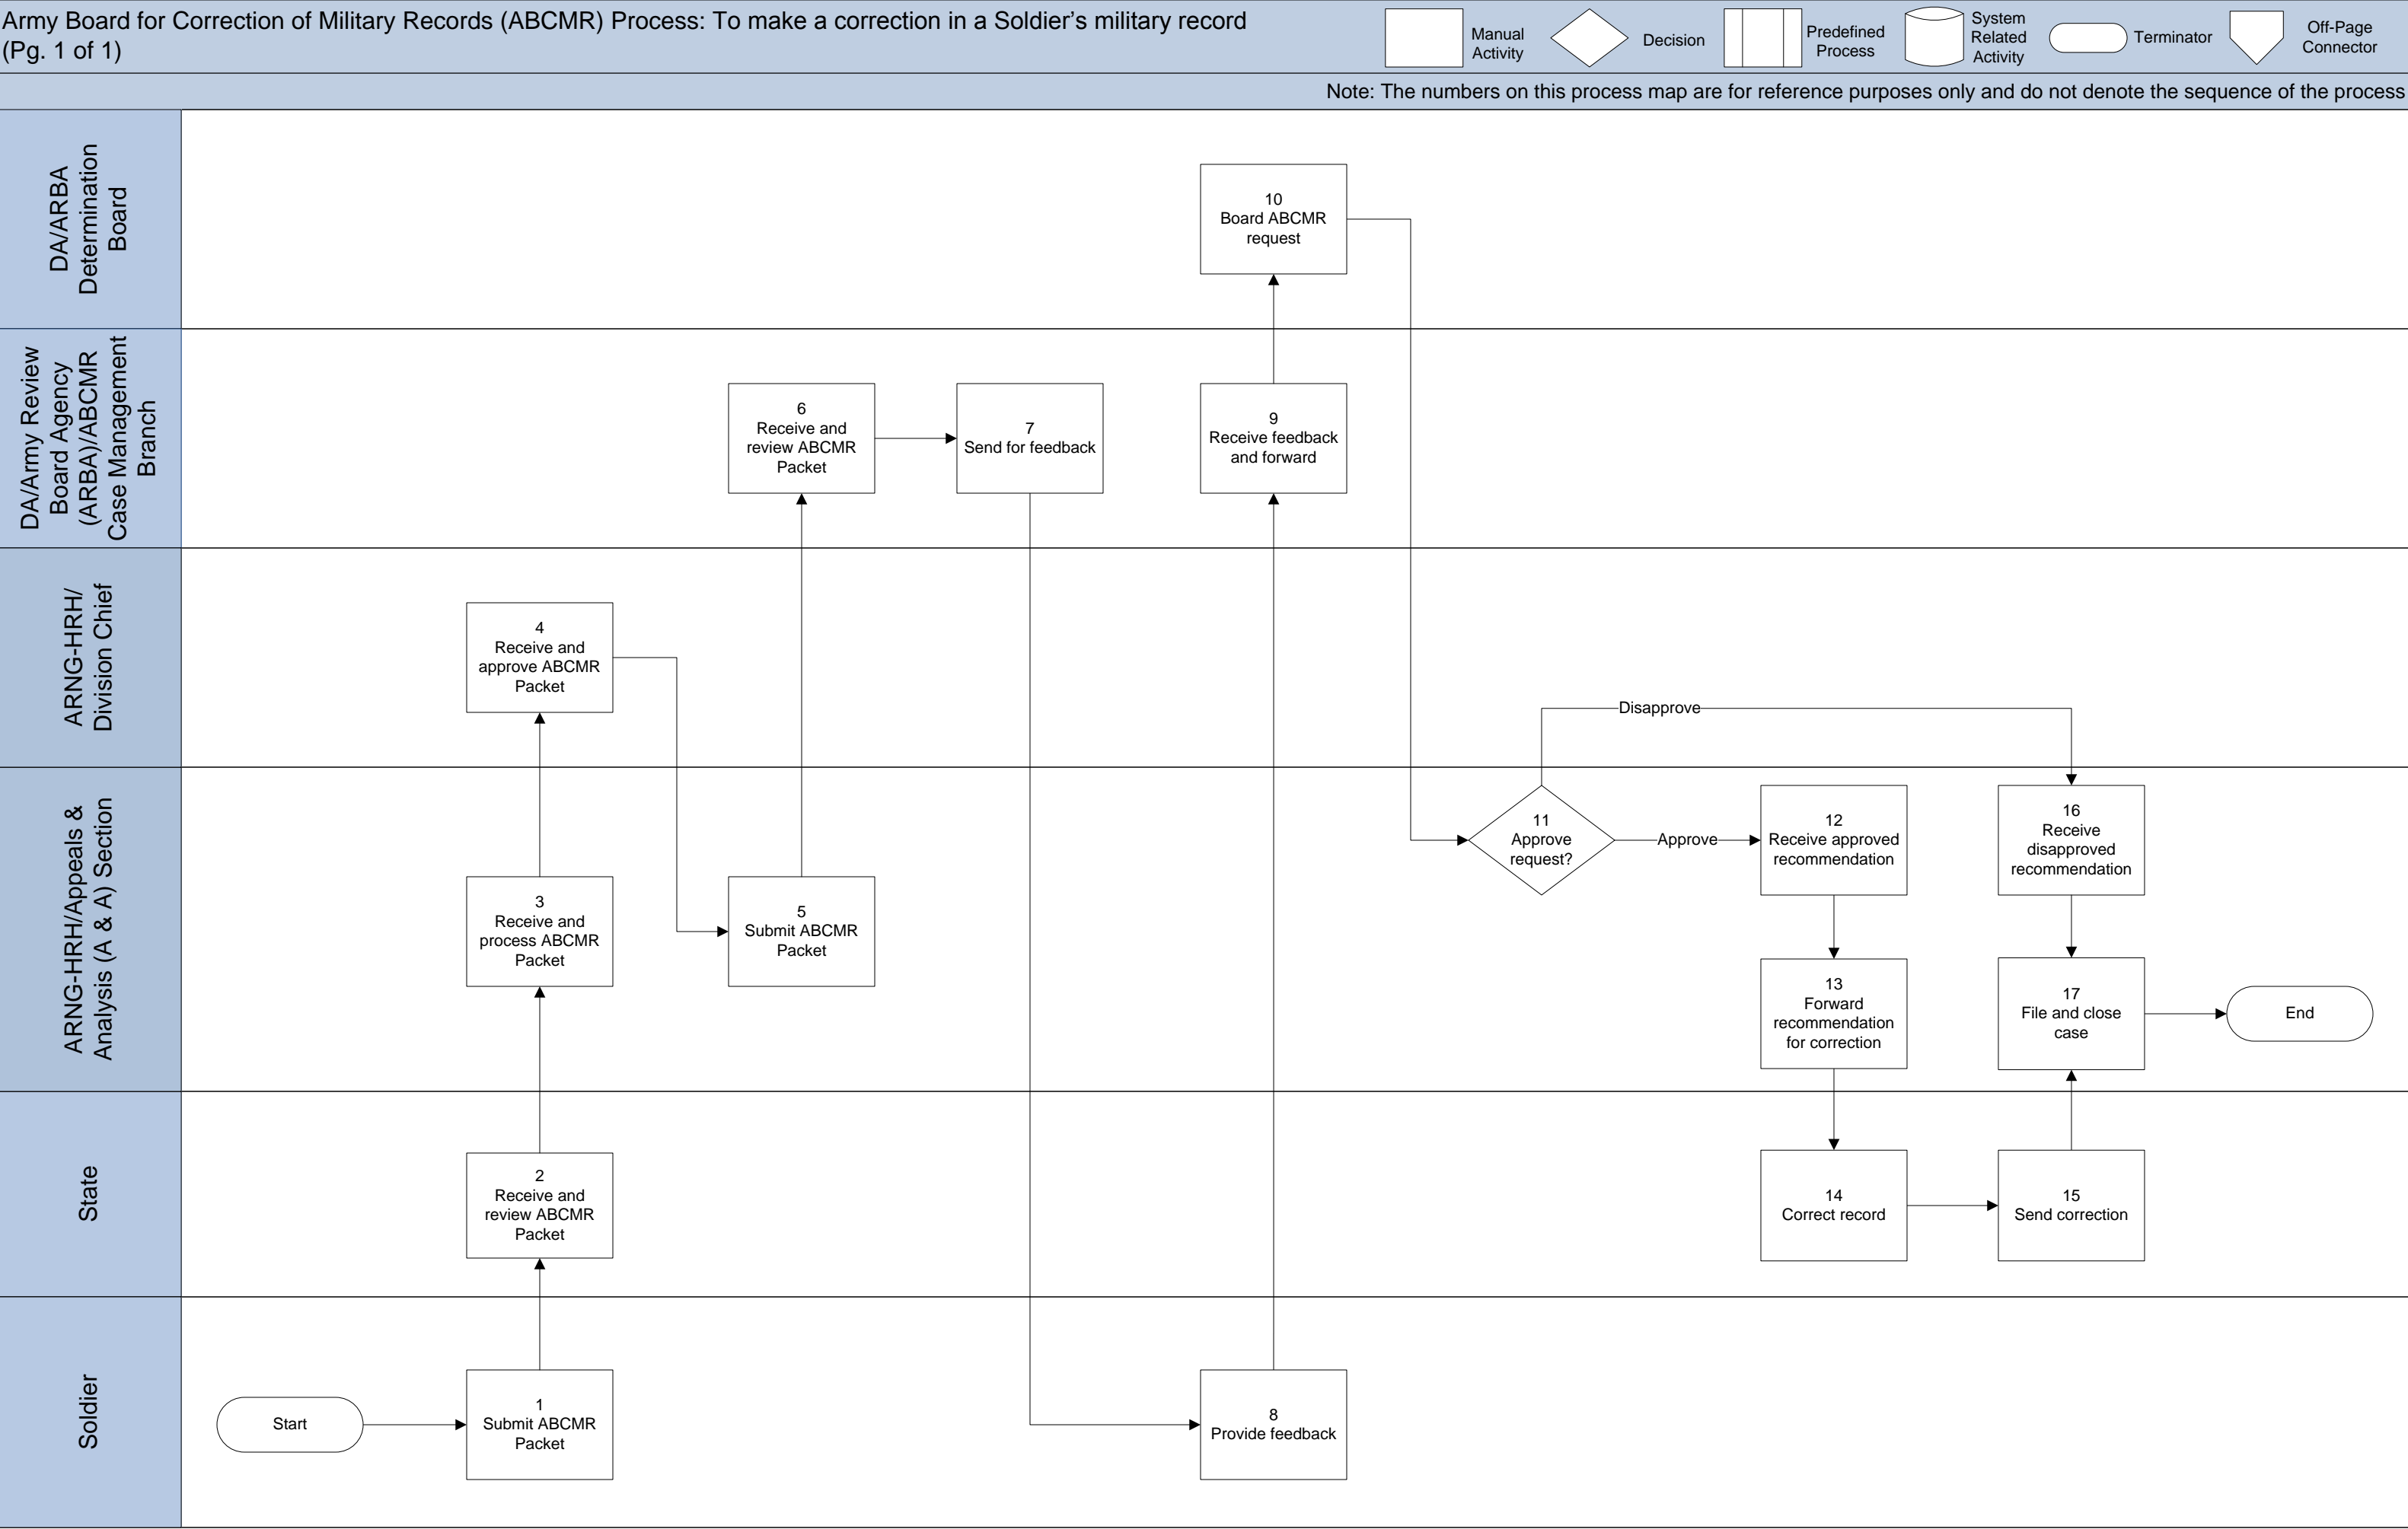 Army Board for Correction of Military Records (ABCMR) Process: To make a correction in a Soldier’s military record
(Pg. 1 of 1)
Manual
Activity
Decision
Predefined
Process
System
Related
Activity
Terminator
Off-Page
Connector
Note: The numbers on this process map are for reference purposes only and do not denote the sequence of the process
DA/ARBA
Determination
Board
10
Board ABCMR
request
DA/Army Review
Board Agency
(ARBA)/ABCMR
Case Management
Branch
6
Receive and
review ABCMR
Packet
7
Send for feedback
9
Receive feedback
and forward
ARNG-HRH/
Division Chief
4
Receive and
approve ABCMR
Packet
Disapprove
ARNG-HRH/Appeals &
Analysis (A & A) Section
3
Receive and
process ABCMR
Packet
5
Submit ABCMR
Packet
11
Approve
request?
Approve
12
Receive approved
recommendation
16
Receive
disapproved
recommendation
13
Forward
recommendation
for correction
17
File and close
case
End
State
2
Receive and
review ABCMR
Packet
14
Correct record
15
Send correction
Soldier
Start
1
Submit ABCMR
Packet
8
Provide feedback